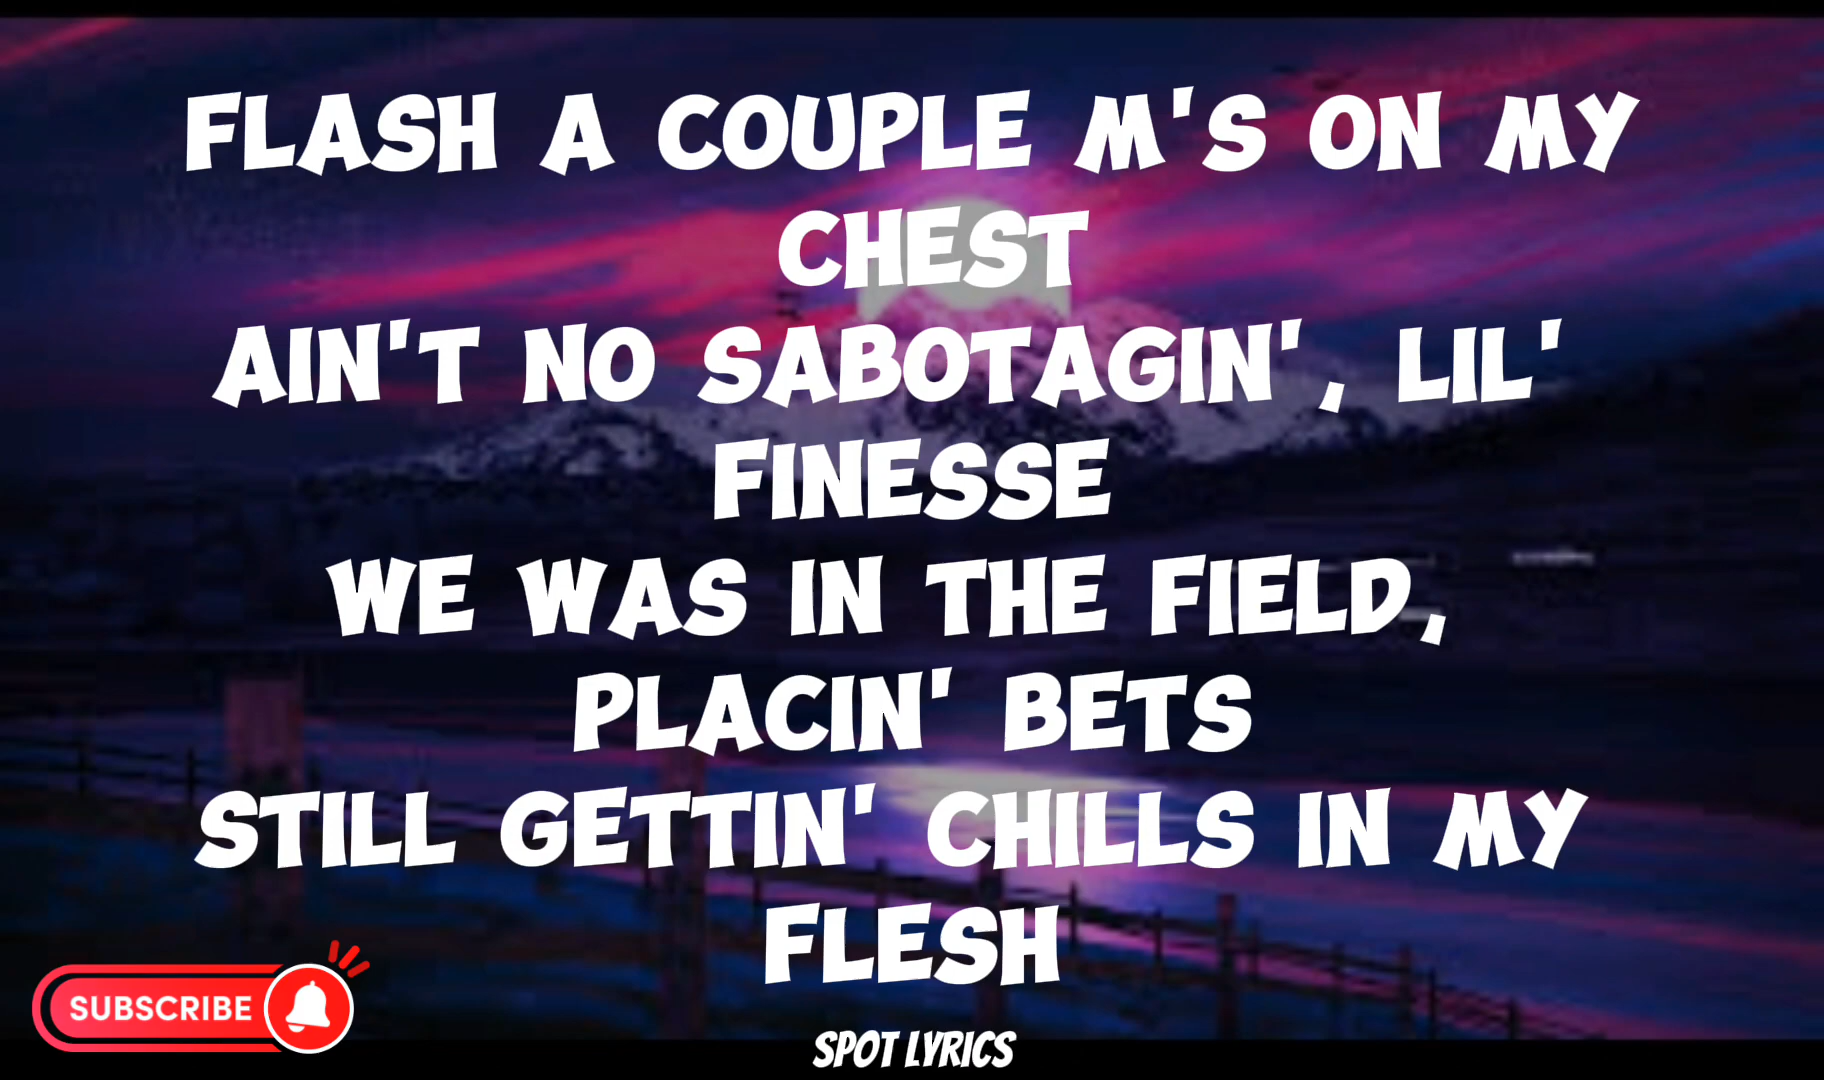 FLASH A COUPLE M'S ON MY
CHEST
AIN'T NO SABOTAGIN', LIL'
FINESSE
WE WAS IN THE FIELD,
PLACIN' BETS
STILL GETTIN' CHILLS IN MY
FLESH
SUBSCRIBE
SPOT LYRICS